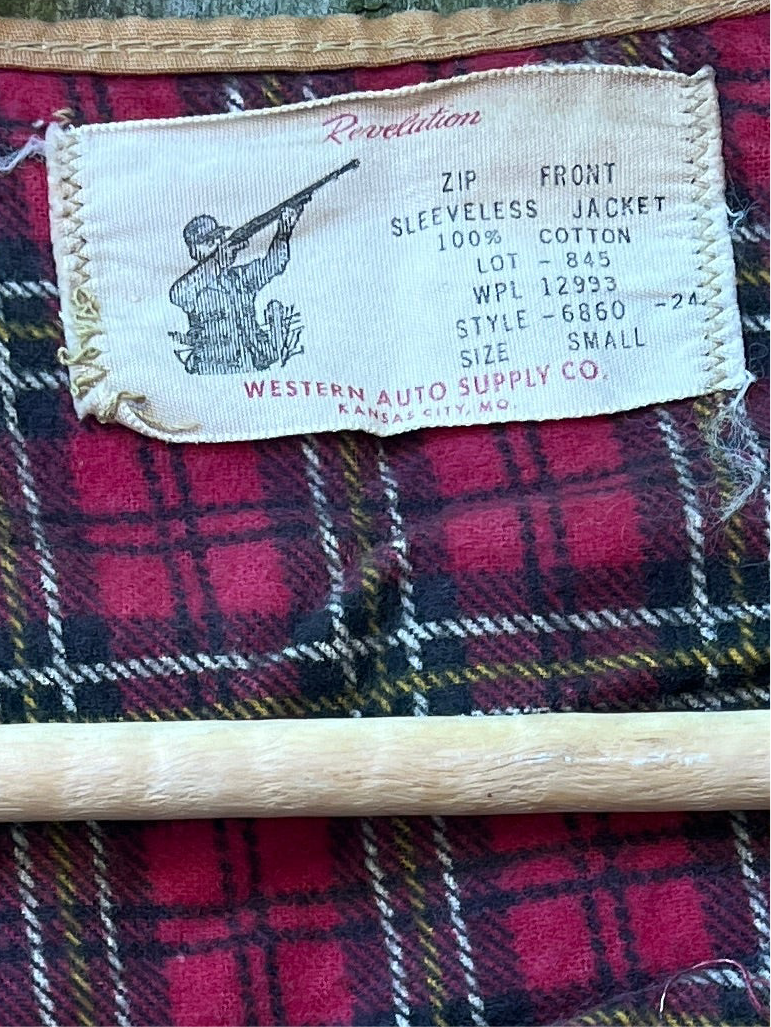 Revelation
ZIP FRONT
SLEEVELESS JACKET
100% COTTON
LOT - 845
WPL 12993
STYLE -6860 -24
SIZE SMALL
WESTERN AUTO SUPPLY CO.
KANSAS CITY, MO.